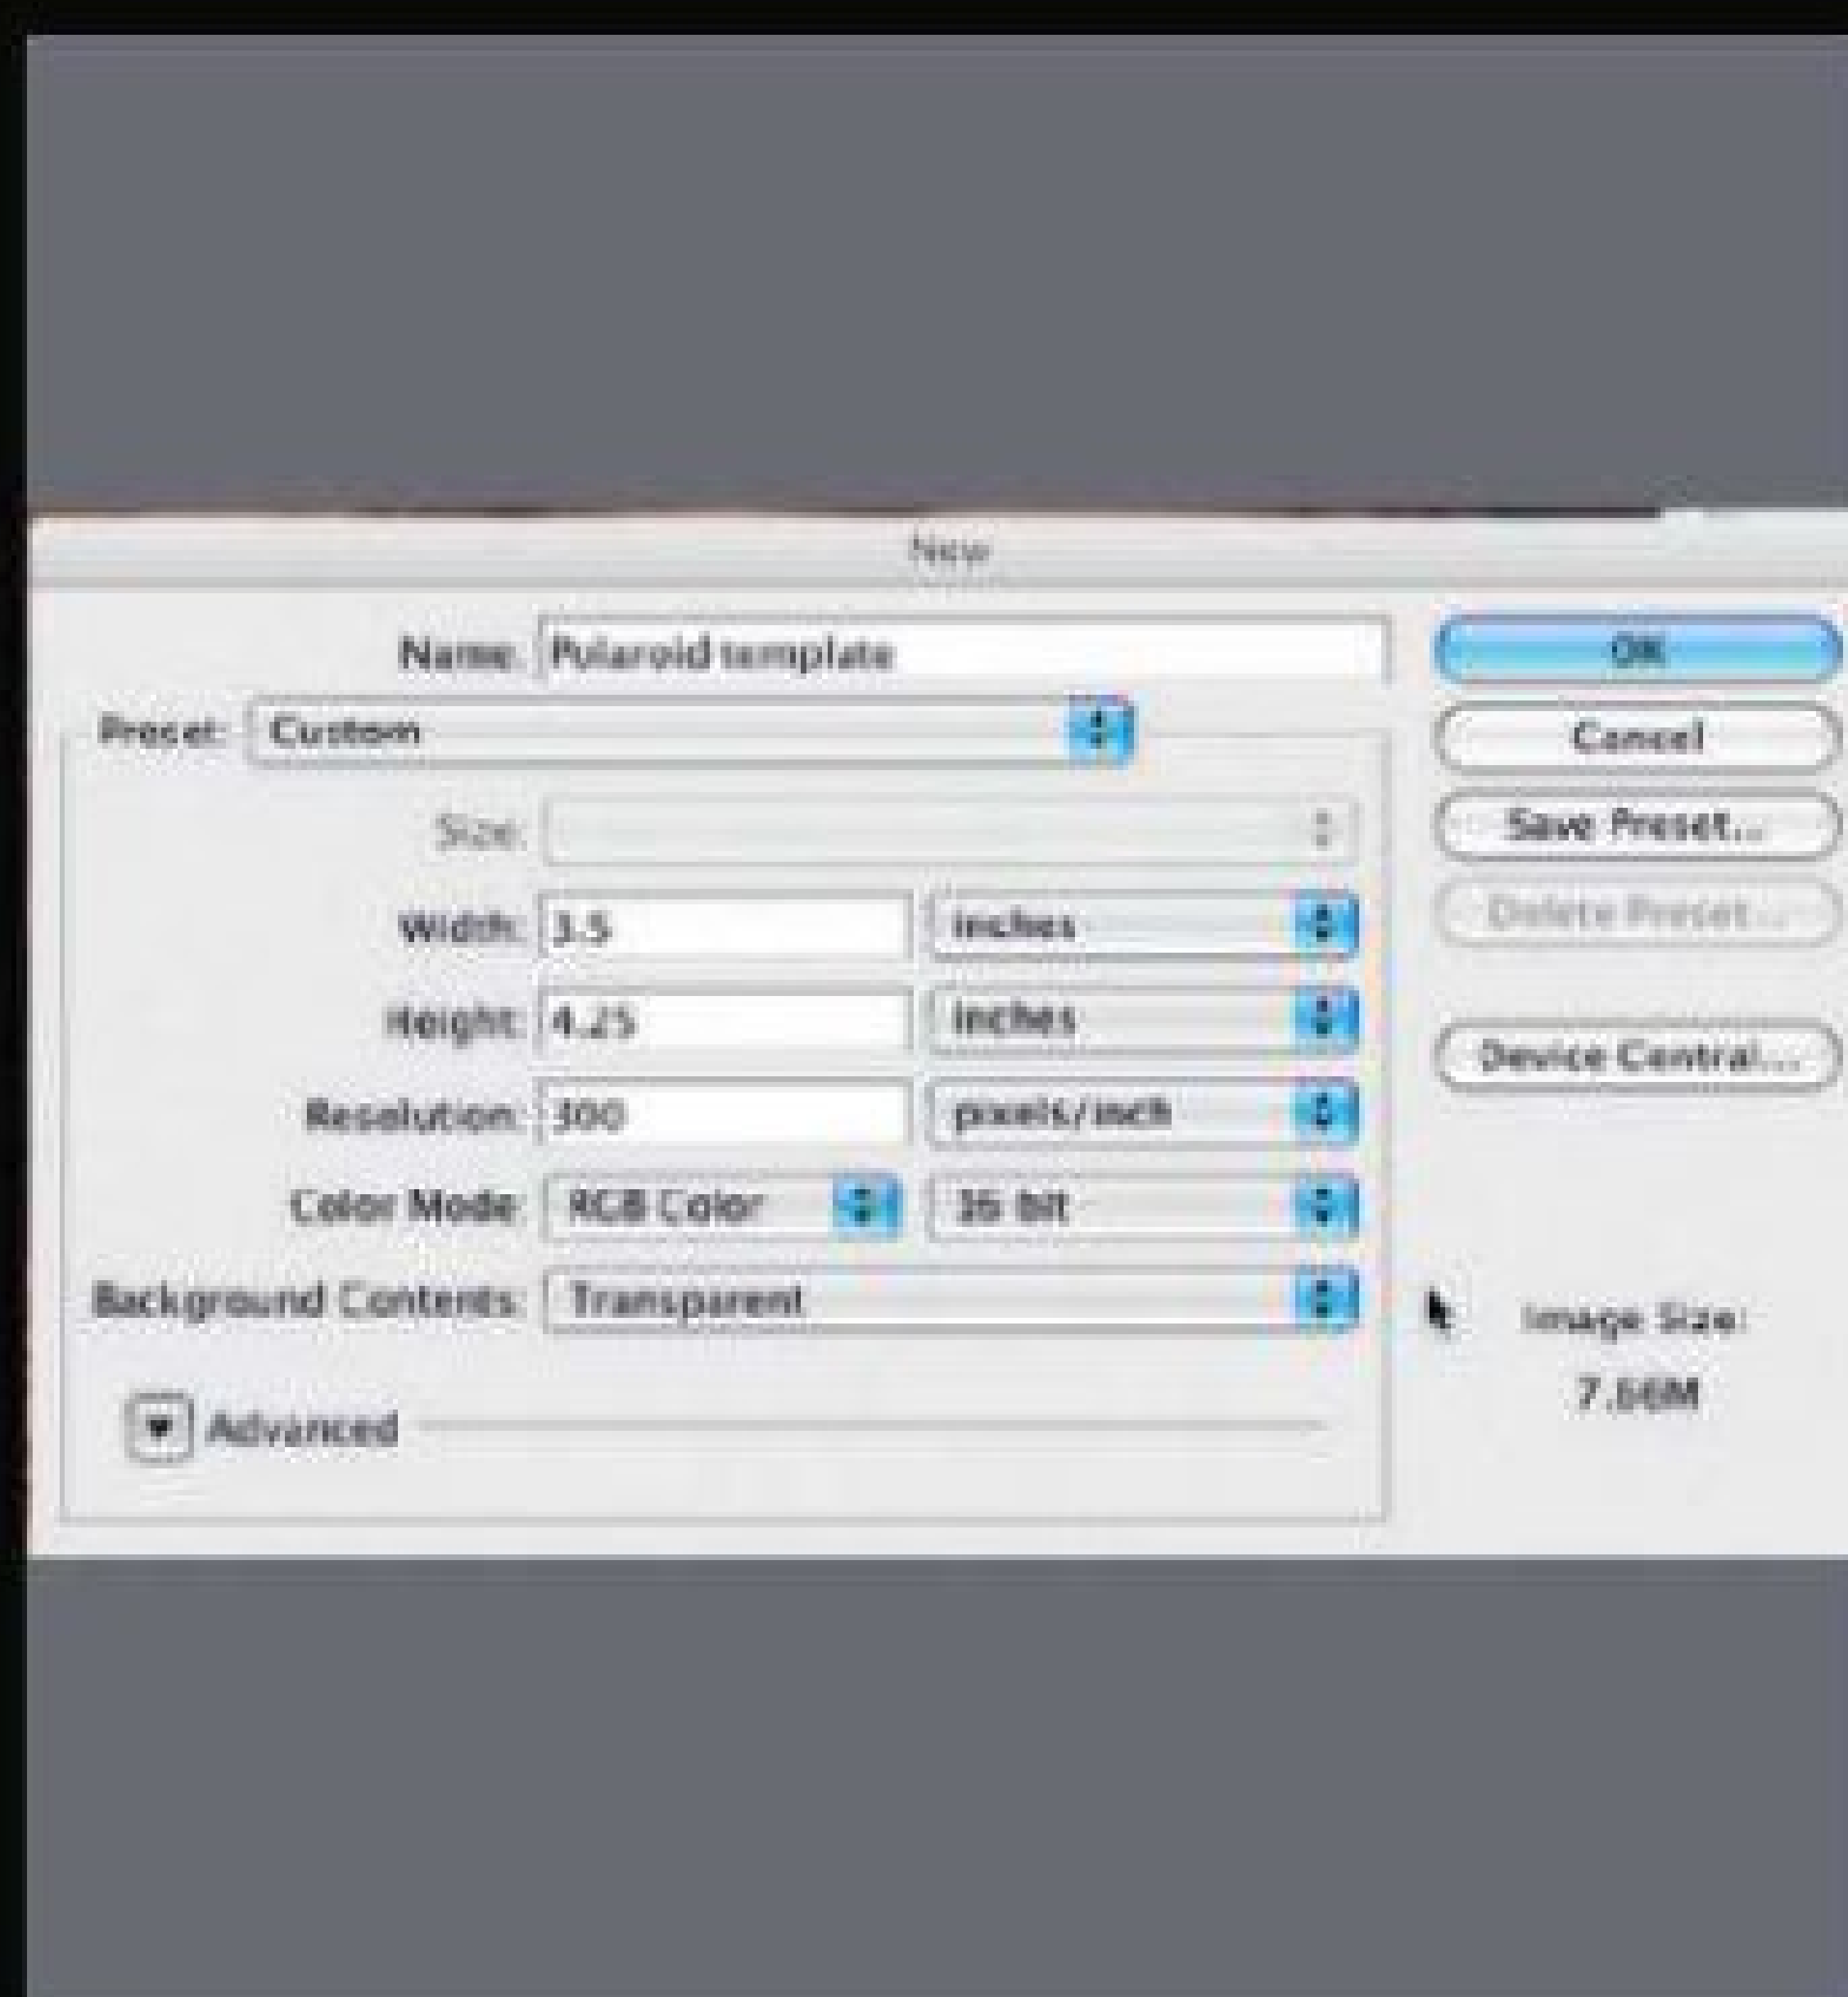 New
Name: Polaroid template
OK
Preset: Custom
Cancel
Size:
Save Preset...
Width: 3.5 inches
Delete Preset...
Height: 4.25 inches
Device Central...
Resolution: 300 pixels/inch
Color Mode: RGB Color 16 bit
Background Contents: Transparent
Image Size:
7.66M
Advanced